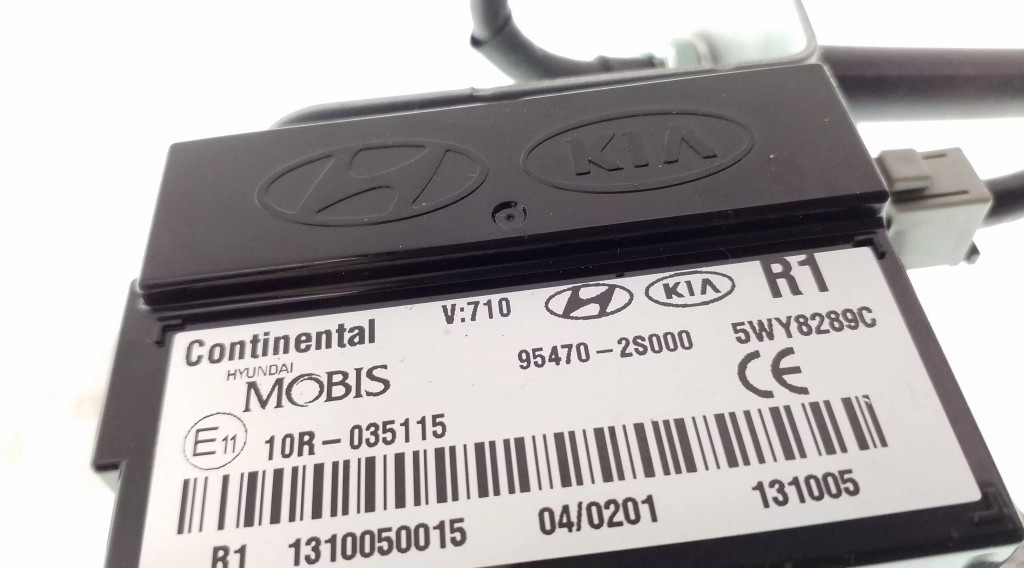 KIA
Continental V:710 KIA R1
HYUNDAI 95470-2S000 5WY8289C
MOBIS CE
E11 10R-035115
R1 1310050015 04/0201 131005